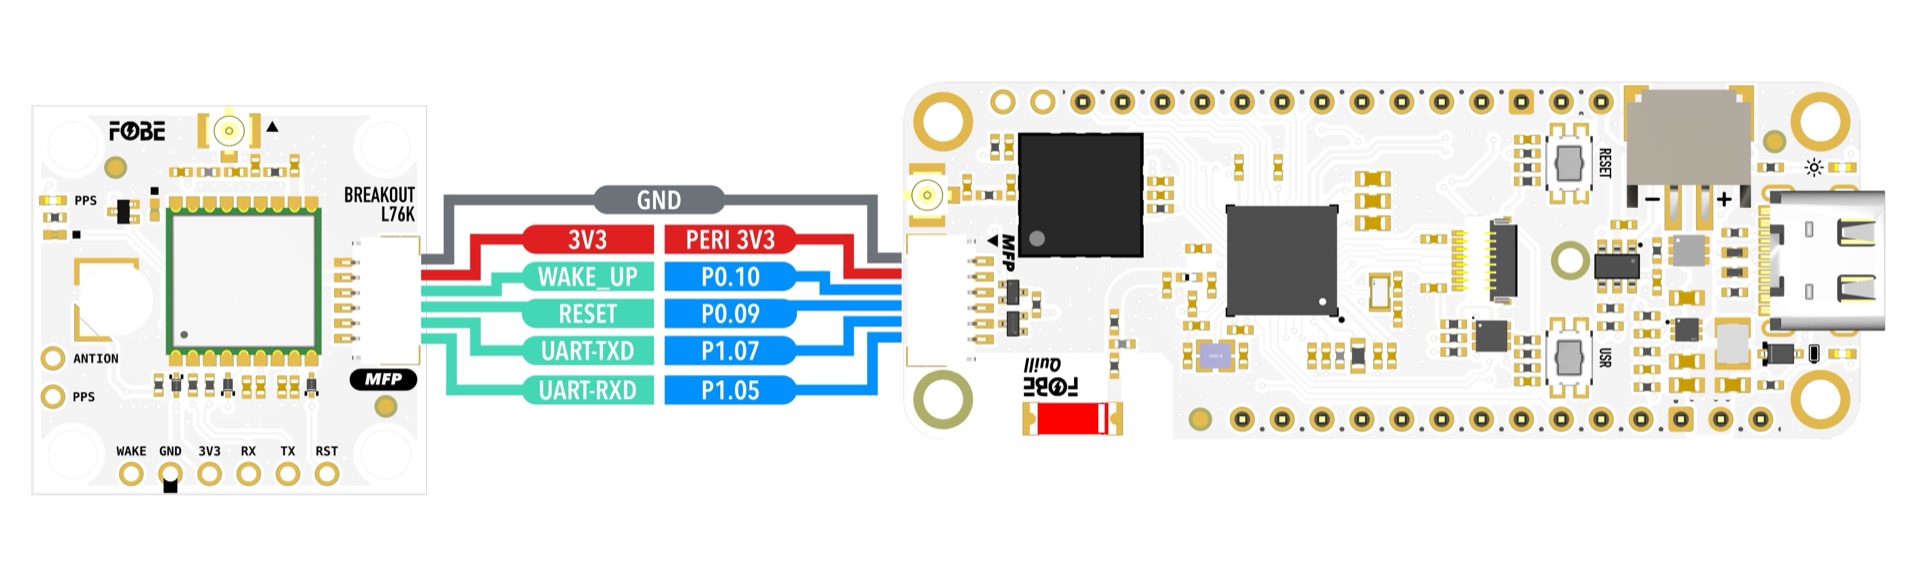 FOBE
PPS
BREAKOUT
L76K
ANTION
PPS
MFP
WAKE GND 3V3 RX TX RST
GND
3V3 PERI 3V3
WAKE_UP P0.10
RESET P0.09
UART-TXD P1.07
UART-RXD P1.05
MFP
RESET
- +
USR
FOBE
Quill